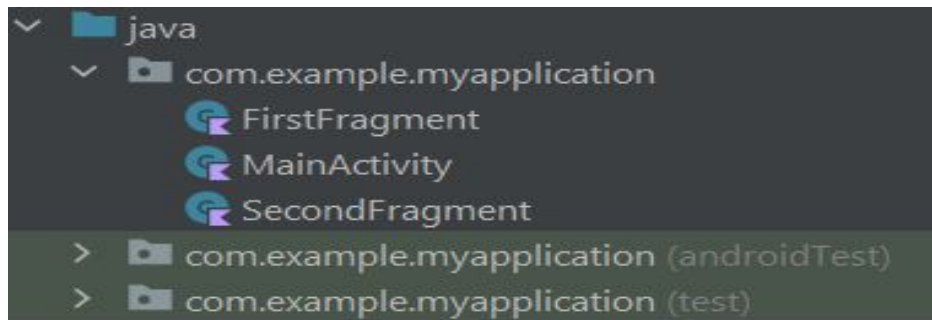 java
com.example.myapplication
FirstFragment
MainActivity
SecondFragment
com.example.myapplication (androidTest)
com.example.myapplication (test)